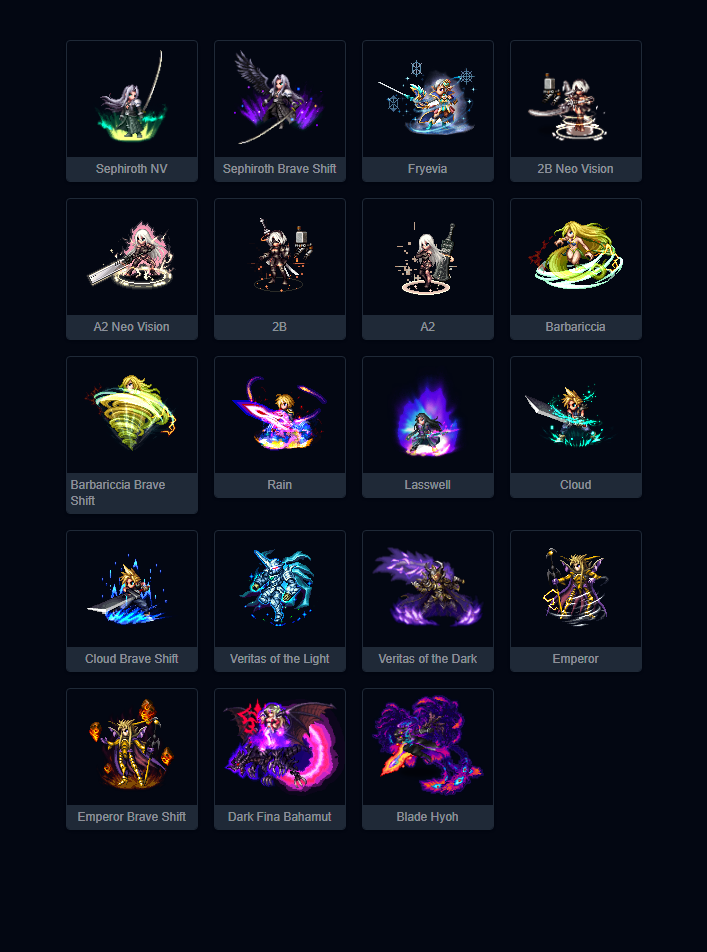 Sephiroth NV
Sephiroth Brave Shift
Fryevia
2B Neo Vision
A2 Neo Vision
2B
A2
Barbariccia
Barbariccia Brave
Shift
Rain
Lasswell
Cloud
Cloud Brave Shift
Veritas of the Light
Veritas of the Dark
Emperor
Emperor Brave Shift
Dark Fina Bahamut
Blade Hyoh